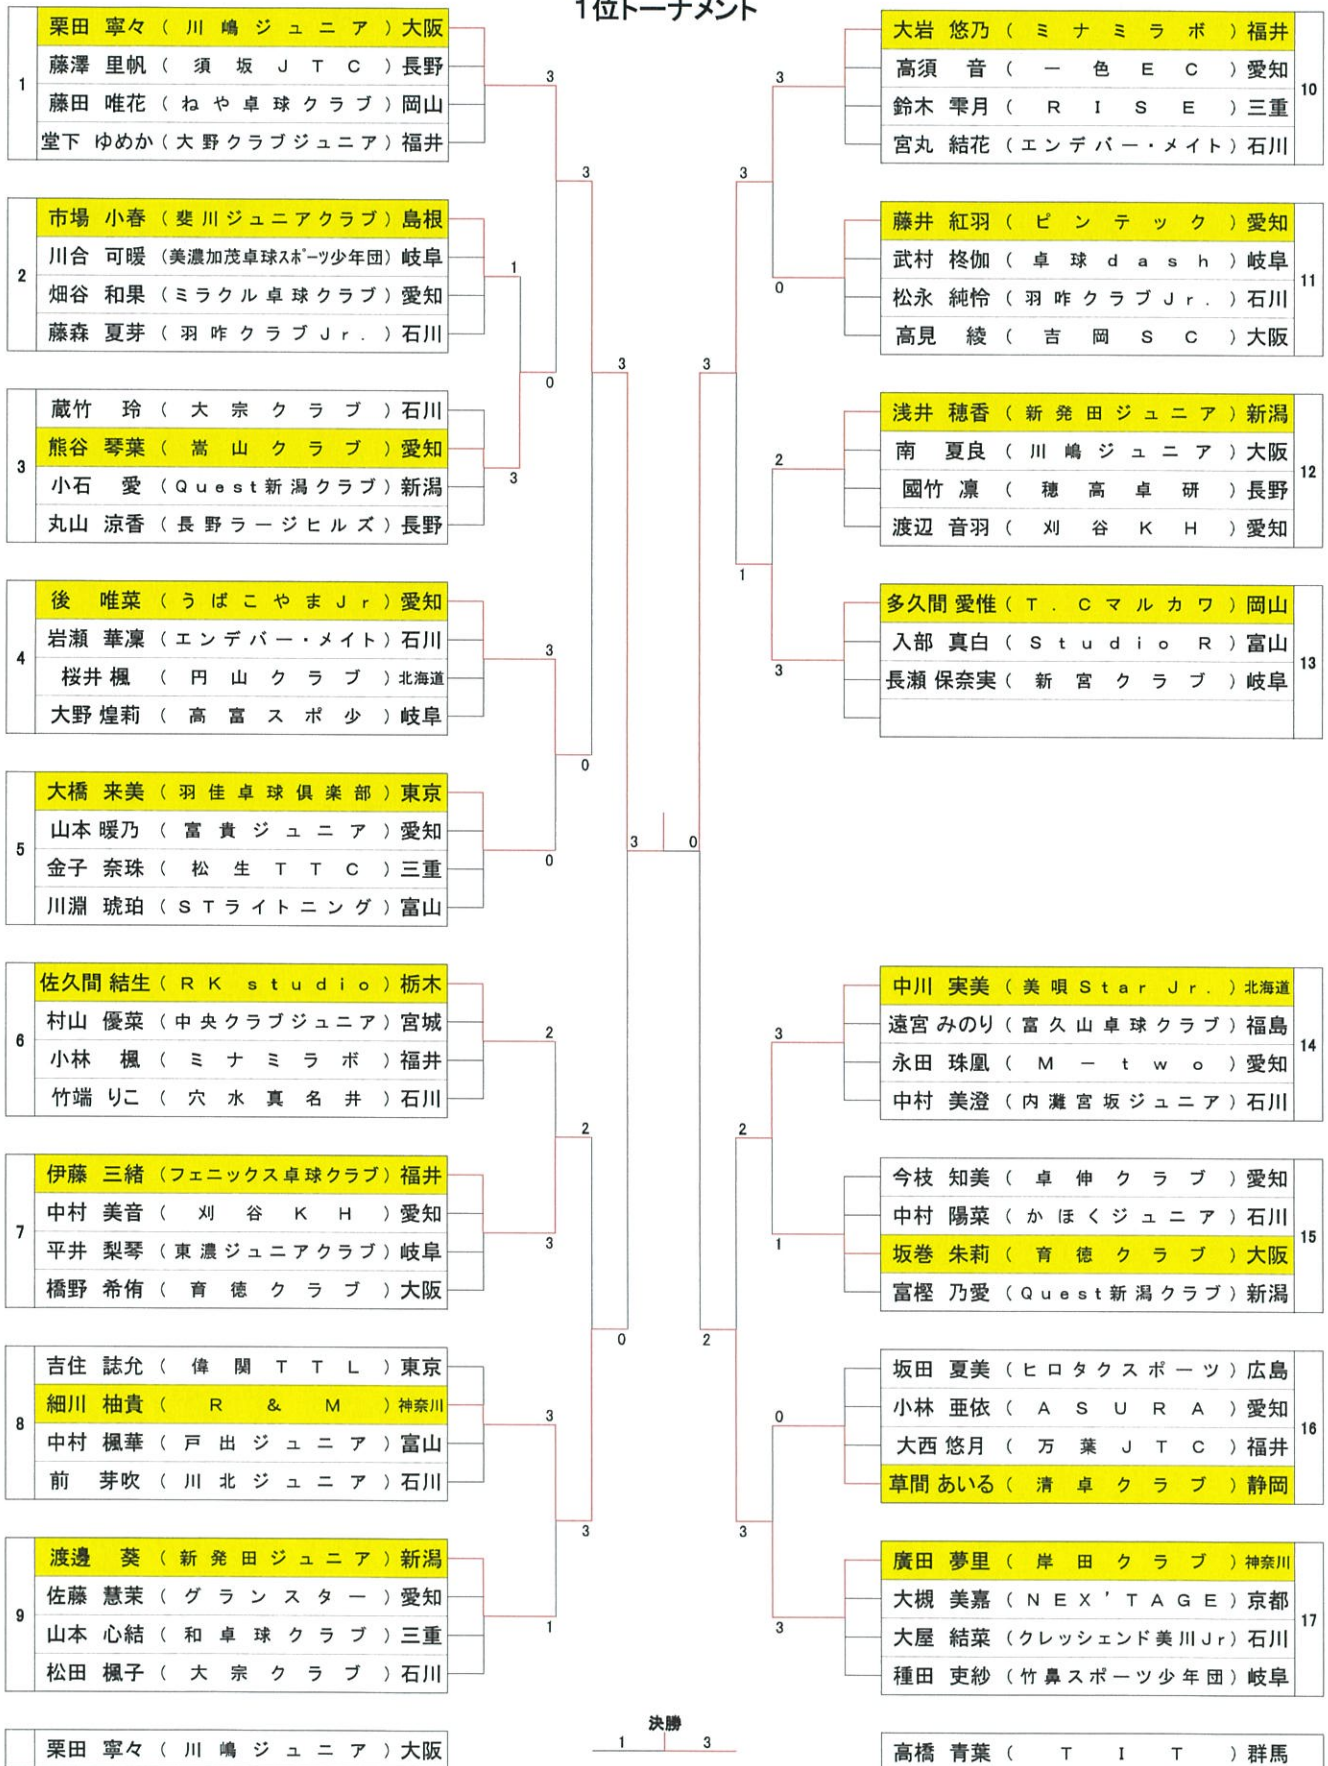 1位トーナメント
1
栗田 寧々 ( 川嶋ジュニア ) 大阪
藤澤 里帆 ( 須坂JTC ) 長野
藤田 唯花 ( ねや卓球クラブ ) 岡山
堂下 ゆめか ( 大野クラブジュニア ) 福井
2
市場 小春 ( 斐川ジュニアクラブ ) 島根
川合 可暖 ( 美濃加茂卓球スポーツ少年団 ) 岐阜
畑谷 和果 ( ミラクル卓球クラブ ) 愛知
藤森 夏芽 ( 羽咋クラブJr. ) 石川
3
蔵竹 玲 ( 大宗クラブ ) 石川
熊谷 琴葉 ( 嵩山クラブ ) 愛知
小石 愛 ( Quest新潟クラブ ) 新潟
丸山 涼香 ( 長野ラージヒルズ ) 長野
4
後 唯菜 ( うばこやまJr ) 愛知
岩瀬 華凜 ( エンデバー・メイト ) 石川
桜井 楓 ( 円山クラブ ) 北海道
大野 煌莉 ( 高富スポ少 ) 岐阜
5
大橋 来美 ( 羽佳卓球倶楽部 ) 東京
山本 暖乃 ( 富貴ジュニア ) 愛知
金子 奈珠 ( 松生TTC ) 三重
川淵 琥珀 ( STライトニング ) 富山
6
佐久間 結生 ( RK studio ) 栃木
村山 優菜 ( 中央クラブジュニア ) 宮城
小林 楓 ( ミナミラボ ) 福井
竹端 りこ ( 穴水真名井 ) 石川
7
伊藤 三緒 ( フェニックス卓球クラブ ) 福井
中村 美音 ( 刈谷KH ) 愛知
平井 梨琴 ( 東濃ジュニアクラブ ) 岐阜
橋野 希侑 ( 育徳クラブ ) 大阪
8
吉住 誌允 ( 偉関TTL ) 東京
細川 柚貴 ( R & M ) 神奈川
中村 楓華 ( 戸出ジュニア ) 富山
前 芽吹 ( 川北ジュニア ) 石川
9
渡邊 葵 ( 新発田ジュニア ) 新潟
佐藤 慧茉 ( グランスター ) 愛知
山本 心結 ( 和卓球クラブ ) 三重
松田 楓子 ( 大宗クラブ ) 石川
栗田 寧々 ( 川嶋ジュニア ) 大阪
3
1
3
3
0
2
3
3
1
3
0
0
2
3
3
0
3
0
決勝
1 3
3
0
2
3
3
1
0
3
3
1
2
3
3
2
大岩 悠乃 ( ミナミラボ ) 福井
高須 音 ( 一色EC ) 愛知
鈴木 雫月 ( RISE ) 三重
宮丸 結花 ( エンデバー・メイト ) 石川
10
藤井 紅羽 ( ピンテック ) 愛知
武村 柊伽 ( 卓球dash ) 岐阜
松永 純怜 ( 羽咋クラブJr. ) 石川
高見 綾 ( 吉岡SC ) 大阪
11
浅井 穂香 ( 新発田ジュニア ) 新潟
南 夏良 ( 川嶋ジュニア ) 大阪
國竹 凛 ( 穂高卓研 ) 長野
渡辺 音羽 ( 刈谷KH ) 愛知
12
多久間 愛惟 ( T.Cマルカワ ) 岡山
入部 真白 ( Studio R ) 富山
長瀬 保奈実 ( 新宮クラブ ) 岐阜
13
中川 実美 ( 美唄Star Jr. ) 北海道
遠宮 みのり ( 富久山卓球クラブ ) 福島
永田 珠凰 ( M-two ) 愛知
中村 美澄 ( 内灘宮坂ジュニア ) 石川
14
今枝 知美 ( 卓伸クラブ ) 愛知
中村 陽菜 ( かほくジュニア ) 石川
坂巻 朱莉 ( 育徳クラブ ) 大阪
富樫 乃愛 ( Quest新潟クラブ ) 新潟
15
坂田 夏美 ( ヒロタクスポーツ ) 広島
小林 亜依 ( ASURA ) 愛知
大西 悠月 ( 万葉JTC ) 福井
草間 あいる ( 清卓クラブ ) 静岡
16
廣田 夢里 ( 岸田クラブ ) 神奈川
大槻 美嘉 ( NEX'TAGE ) 京都
大屋 結菜 ( クレッシェンド美川Jr ) 石川
種田 吏紗 ( 竹鼻スポーツ少年団 ) 岐阜
17
高橋 青葉 ( TIT ) 群馬